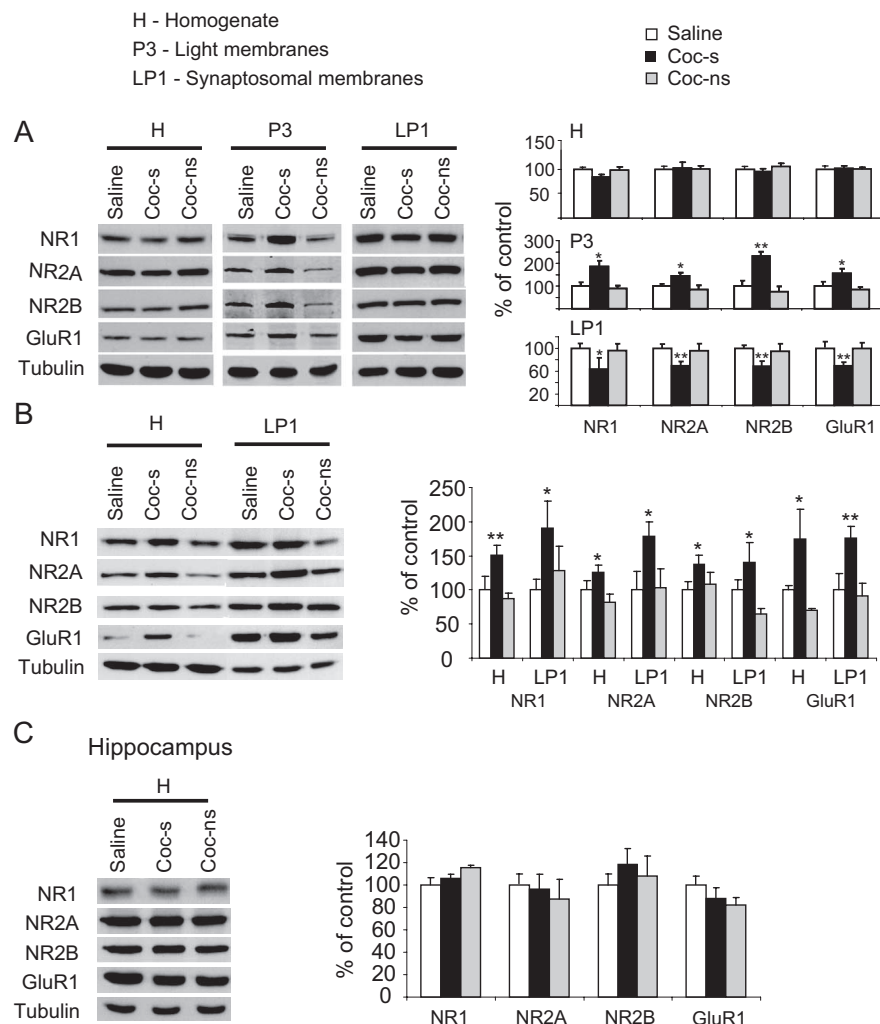 H - Homogenate
P3 - Light membranes
LP1 - Synaptosomal membranes
Saline
Coc-s
Coc-ns
A
H P3 LP1
Saline Coc-s Coc-ns Saline Coc-s Coc-ns Saline Coc-s Coc-ns
NR1
NR2A
NR2B
GluR1
Tubulin
% of control
H
150
100
50
P3
300
200
100
0
* * ** *
LP1
100
80
60
* ** ** **
NR1 NR2A NR2B GluR1
B
H LP1
Saline Coc-s Coc-ns Saline Coc-s Coc-ns
NR1
NR2A
NR2B
GluR1
Tubulin
% of control
250
200
150
100
50
0
** * * * * * * **
H LP1 H LP1 H LP1 H LP1
NR1 NR2A NR2B GluR1
C
Hippocampus
H
Saline Coc-s Coc-ns
NR1
NR2A
NR2B
GluR1
Tubulin
% of control
140
120
100
80
60
40
20
0
NR1 NR2A NR2B GluR1